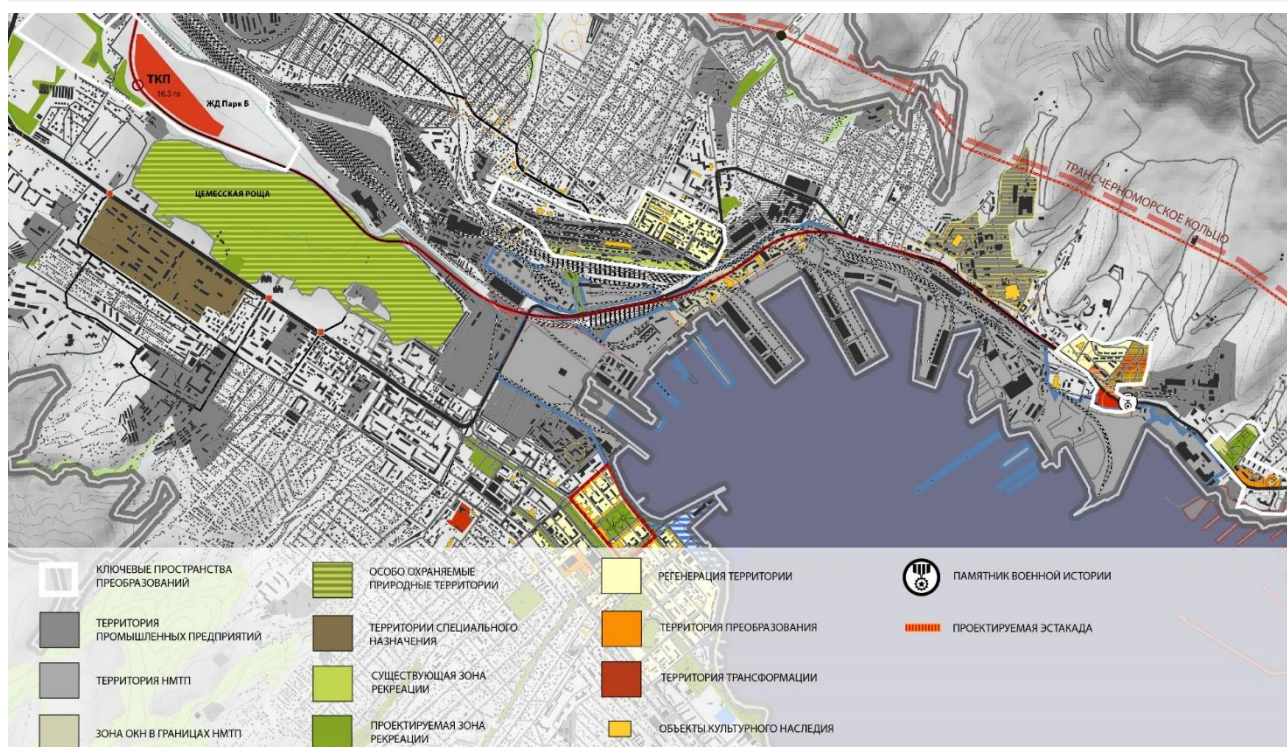 ТКП
16.5 га
ЖД Парк Б
ЦЕМЕССКАЯ РОЩА
ТРАНСЧЕРНОМОРСКОЕ КОЛЬЦО
КЛЮЧЕВЫЕ ПРОСТРАНСТВА
ПРЕОБРАЗОВАНИЙ
ТЕРРИТОРИЯ
ПРОМЫШЛЕННЫХ ПРЕДПРИЯТИЙ
ТЕРРИТОРИЯ НМТП
ЗОНА ОКН В ГРАНИЦАХ НМТП
ОСОБО ОХРАНЯЕМЫЕ
ПРИРОДНЫЕ ТЕРРИТОРИИ
ТЕРРИТОРИИ СПЕЦИАЛЬНОГО
НАЗНАЧЕНИЯ
СУЩЕСТВУЮЩАЯ ЗОНА
РЕКРЕАЦИИ
ПРОЕКТИРУЕМАЯ ЗОНА
РЕКРЕАЦИИ
РЕГЕНЕРАЦИЯ ТЕРРИТОРИИ
ТЕРРИТОРИЯ ПРЕОБРАЗОВАНИЯ
ТЕРРИТОРИЯ ТРАНСФОРМАЦИИ
ОБЪЕКТЫ КУЛЬТУРНОГО НАСЛЕДИЯ
ПАМЯТНИК ВОЕННОЙ ИСТОРИИ
ПРОЕКТИРУЕМАЯ ЭСТАКАДА